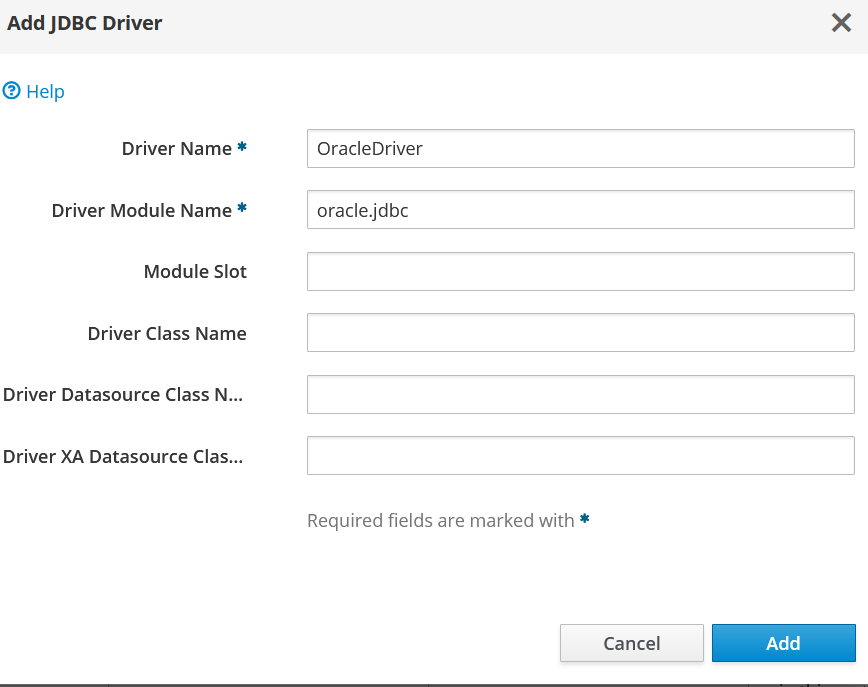 Add JDBC Driver
Help
Driver Name * OracleDriver
Driver Module Name * oracle.jdbc
Module Slot
Driver Class Name
Driver Datasource Class N...
Driver XA Datasource Clas...
Required fields are marked with *
Cancel Add